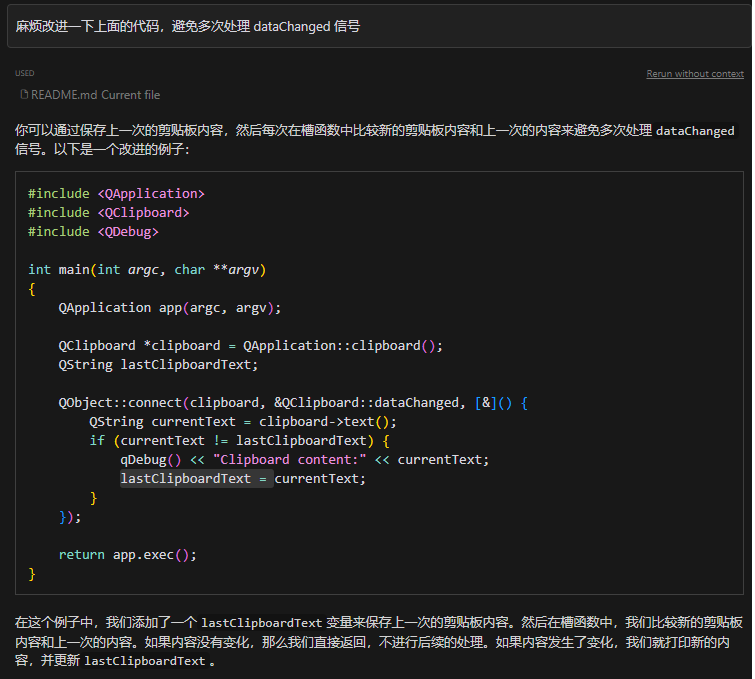 麻烦改进一下上面的代码，避免多次处理 dataChanged 信号
USED
Rerun without context
README.md Current file
你可以通过保存上一次的剪贴板内容，然后每次在槽函数中比较新的剪贴板内容和上一次的内容来避免多次处理 dataChanged
信号。以下是一个改进的例子：
#include <QApplication>
#include <QClipboard>
#include <QDebug>
int main(int argc, char **argv)
{
    QApplication app(argc, argv);
    QClipboard *clipboard = QApplication::clipboard();
    QString lastClipboardText;
    QObject::connect(clipboard, &QClipboard::dataChanged, [&]() {
        QString currentText = clipboard->text();
        if (currentText != lastClipboardText) {
            qDebug() << "Clipboard content:" << currentText;
            lastClipboardText = currentText;
        }
    });
    return app.exec();
}
在这个例子中，我们添加了一个 lastClipboardText 变量来保存上一次的剪贴板内容。然后在槽函数中，我们比较新的剪贴板
内容和上一次的内容。如果内容没有变化，那么我们直接返回，不进行后续的处理。如果内容发生了变化，我们就打印新的内
容，并更新 lastClipboardText 。